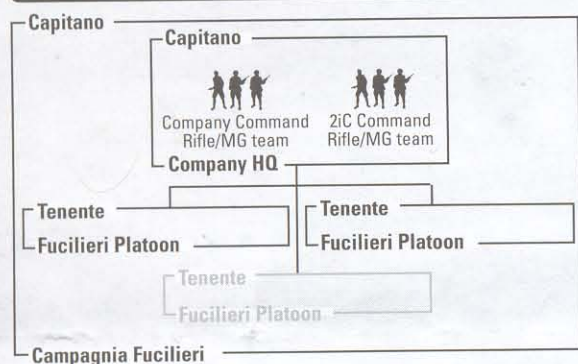 Capitano
Capitano
Company Command
Rifle/MG team
2iC Command
Rifle/MG team
Company HQ
Tenente
Fucilieri Platoon
Tenente
Fucilieri Platoon
Tenente
Fucilieri Platoon
Campagnia Fucilieri